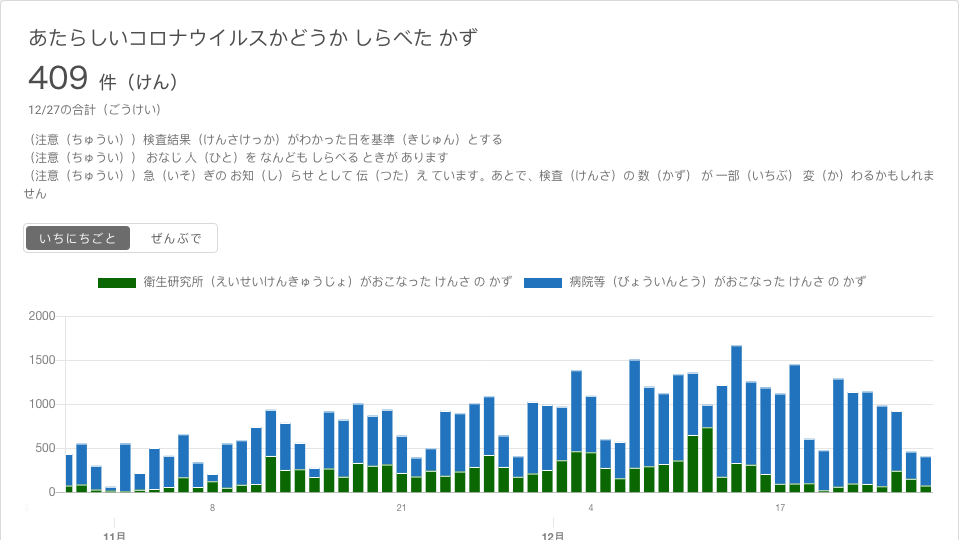 あたらしいコロナウイルスかどうか しらべた かず
409 件（けん）
12/27の合計（ごうけい）
（注意（ちゅうい））検査結果（けんさけっか）がわかった日を基準（きじゅん）とする
（注意（ちゅうい）） おなじ 人（ひと）を なんども しらべる ときが あります
（注意（ちゅうい））急（いそ）ぎの お知（し）らせ として 伝（つた）え ています。あとで、検査（けんさ）の 数（かず） が 一部（いちぶ） 変（か）わるかもしれま
せん
いちにちごと ぜんぶで
衛生研究所（えいせいけんきゅうじょ）がおこなった けんさ の かず 病院等（びょういんとう）がおこなった けんさ の かず
2000
1500
1000
500
0
8 21 4 17
11月 12月